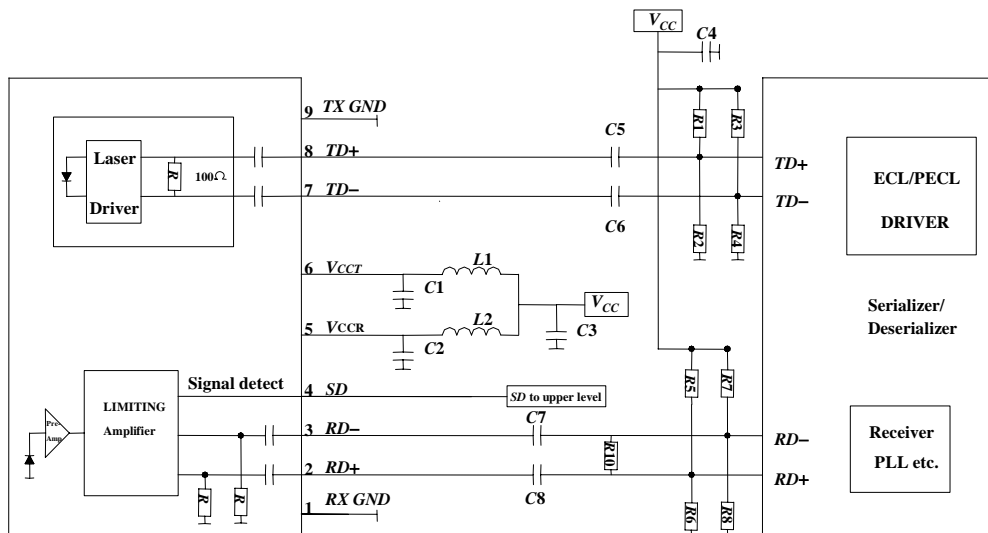 V_CC
C4
9 TX GND
R1 R3
C5
8 TD+
TD+
Laser
Driver
R
100Ω
7 TD−
TD−
C6
ECL/PECL
DRIVER
R2 R4
6 VCCT
L1
C1
V_CC
Serializer/
Deserializer
5 VCCR
L2
C2
C3
Signal detect
4 SD
SD to upper level
R5 R7
LIMITING
Amplifier
Pre-
Amp
C7
3 RD−
RD−
R10
Receiver
PLL etc.
2 RD+
RD+
R R
C8
1 RX GND
R6 R8